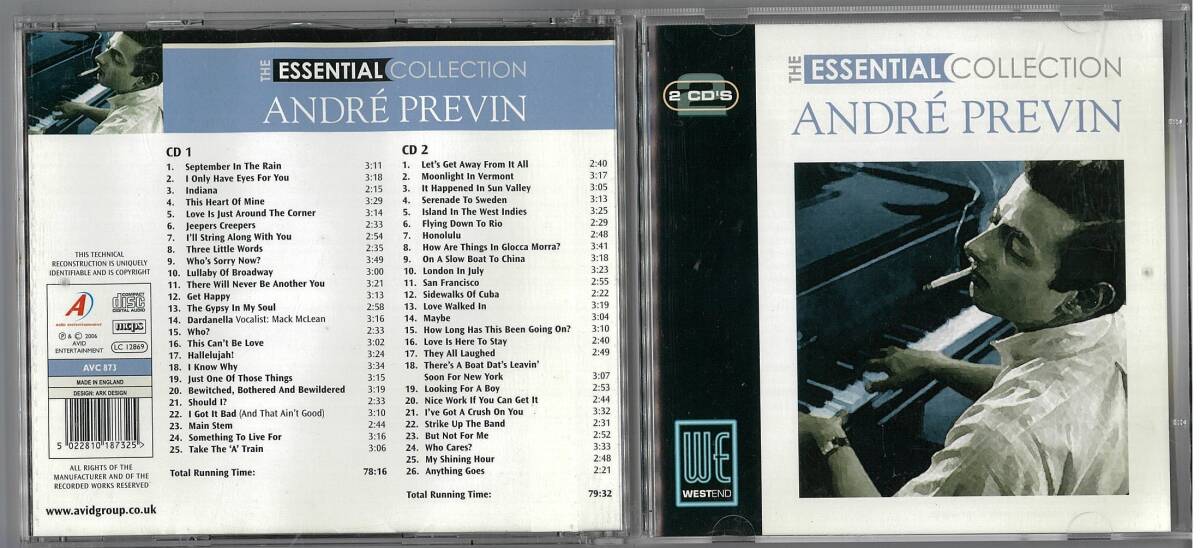 THE ESSENTIAL COLLECTION
ANDRÉ PREVIN
CD 1
1. September In The Rain 3:11
2. I Only Have Eyes For You 3:18
3. Indiana 2:15
4. This Heart Of Mine 3:29
5. Love Is Just Around The Corner 3:14
6. Jeepers Creepers 2:33
7. I'll String Along With You 2:54
8. Three Little Words 2:35
9. Who's Sorry Now? 3:49
10. Lullaby Of Broadway 3:00
11. There Will Never Be Another You 3:21
12. Get Happy 3:13
13. The Gypsy In My Soul 2:58
14. Dardanella Vocalist: Mack McLean 3:16
15. Who? 2:33
16. This Can't Be Love 3:02
17. Hallelujah! 3:24
18. I Know Why 3:34
19. Just One Of Those Things 3:15
20. Bewitched, Bothered And Bewildered 3:19
21. Should I? 2:33
22. I Got It Bad (And That Ain't Good) 3:10
23. Main Stem 2:44
24. Something To Live For 3:16
25. Take The 'A' Train 3:06
Total Running Time: 78:16
CD 2
1. Let's Get Away From It All 2:40
2. Moonlight In Vermont 3:17
3. It Happened In Sun Valley 3:05
4. Serenade To Sweden 3:13
5. Island In The West Indies 3:25
6. Flying Down To Rio 2:29
7. Honolulu 2:48
8. How Are Things In Glocca Morra? 3:41
9. On A Slow Boat To China 3:18
10. London In July 3:23
11. San Francisco 2:55
12. Sidewalks Of Cuba 2:22
13. Love Walked In 3:19
14. Maybe 3:04
15. How Long Has This Been Going On? 3:10
16. Love Is Here To Stay 2:40
17. They All Laughed 2:49
18. There's A Boat Dat's Leavin'
Soon For New York 3:07
19. Looking For A Boy 2:53
20. Nice Work If You Can Get It 2:44
21. I've Got A Crush On You 3:32
22. Strike Up The Band 2:31
23. But Not For Me 2:52
24. Who Cares? 3:33
25. My Shining Hour 2:48
26. Anything Goes 2:21
Total Running Time: 79:32
THIS TECHNICAL
RECONSTRUCTION IS UNIQUELY
IDENTIFIABLE AND IS COPYRIGHT
A
avid entertainment
COMPACT
disc
DIGITAL AUDIO
mcps
℗ & © 2006
AVID
ENTERTAINMENT
LC 12869
AVC 873
MADE IN ENGLAND
DESIGN: ARK DESIGN
5 022810 187325 >
ALL RIGHTS OF THE
MANUFACTURER AND OF THE
RECORDED WORKS RESERVED
www.avidgroup.co.uk
2
2 CD'S
THE ESSENTIAL COLLECTION
ANDRÉ PREVIN
WE
WESTEND